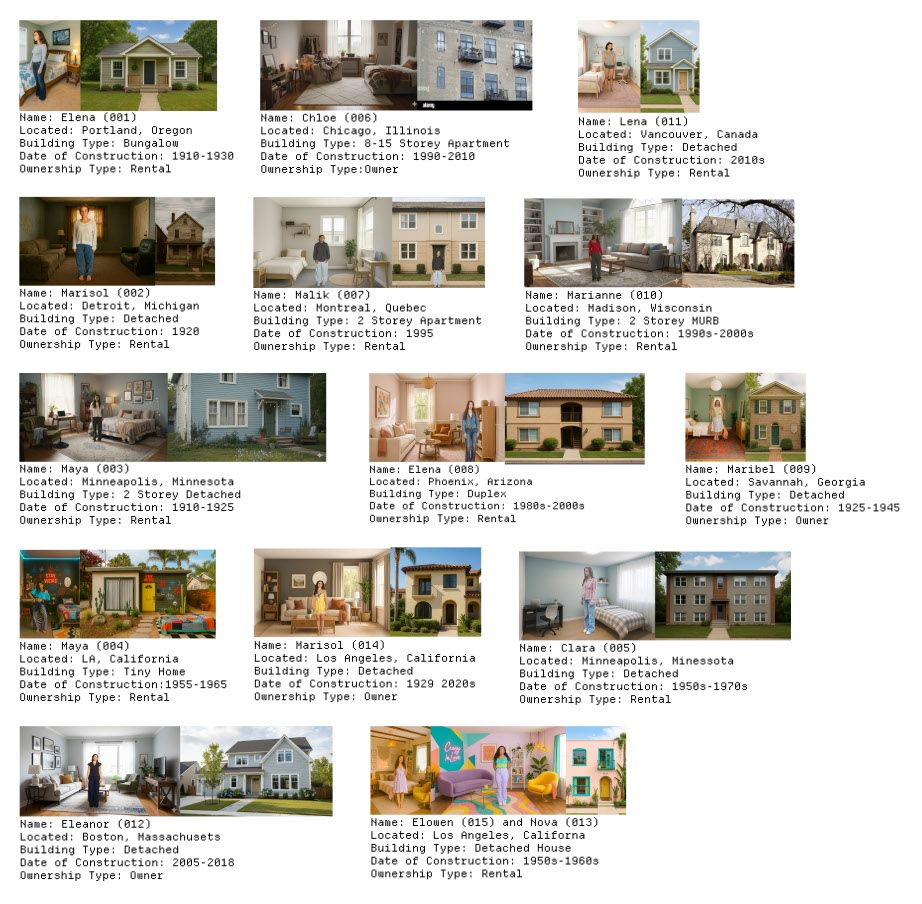 Name: Elena (001)
Located: Portland, Oregon
Building Type: Bungalow
Date of Construction: 1910-1930
Ownership Type: Rental
alamy
Name: Chloe (006)
Located: Chicago, Illinois
Building Type: 8-15 Storey Apartment
Date of Construction: 1990-2010
Ownership Type:Owner
Name: Lena (011)
Located: Vancouver, Canada
Building Type: Detached
Date of Construction: 2010s
Ownership Type: Rental
Name: Marisol (002)
Located: Detroit, Michigan
Building Type: Detached
Date of Construction: 1920
Ownership Type: Rental
Name: Malik (007)
Located: Montreal, Quebec
Building Type: 2 Storey Apartment
Date of Construction: 1995
Ownership Type: Rental
Name: Marianne (010)
Located: Madison, Wisconsin
Building Type: 2 Storey MURB
Date of Construction: 1990s-2000s
Ownership Type: Rental
Name: Maya (003)
Located: Minneapolis, Minnesota
Building Type: 2 Storey Detached
Date of Construction: 1910-1925
Ownership Type: Rental
Name: Elena (008)
Located: Phoenix, Arizona
Building Type: Duplex
Date of Construction: 1980s-2000s
Ownership Type: Rental
Name: Maribel (009)
Located: Savannah, Georgia
Building Type: Detached
Date of Construction: 1925-1945
Ownership Type: Owner
STAY
WEIRD
Name: Maya (004)
Located: LA, California
Building Type: Tiny Home
Date of Construction:1955-1965
Ownership Type: Rental
Name: Marisol (014)
Located: Los Angeles, California
Building Type: Detached
Date of Construction: 1929 2020s
Ownership Type: Owner
Name: Clara (005)
Located: Minneapolis, Minessota
Building Type: Detached
Date of Construction: 1950s-1970s
Ownership Type: Rental
Name: Eleanor (012)
Located: Boston, Massachusets
Building Type: Detached
Date of Construction: 2005-2018
Ownership Type: Owner
Crazy
in Love
Name: Elowen (015) and Nova (013)
Located: Los Angeles, Californa
Building Type: Detached House
Date of Construction: 1950s-1960s
Ownership Type: Rental